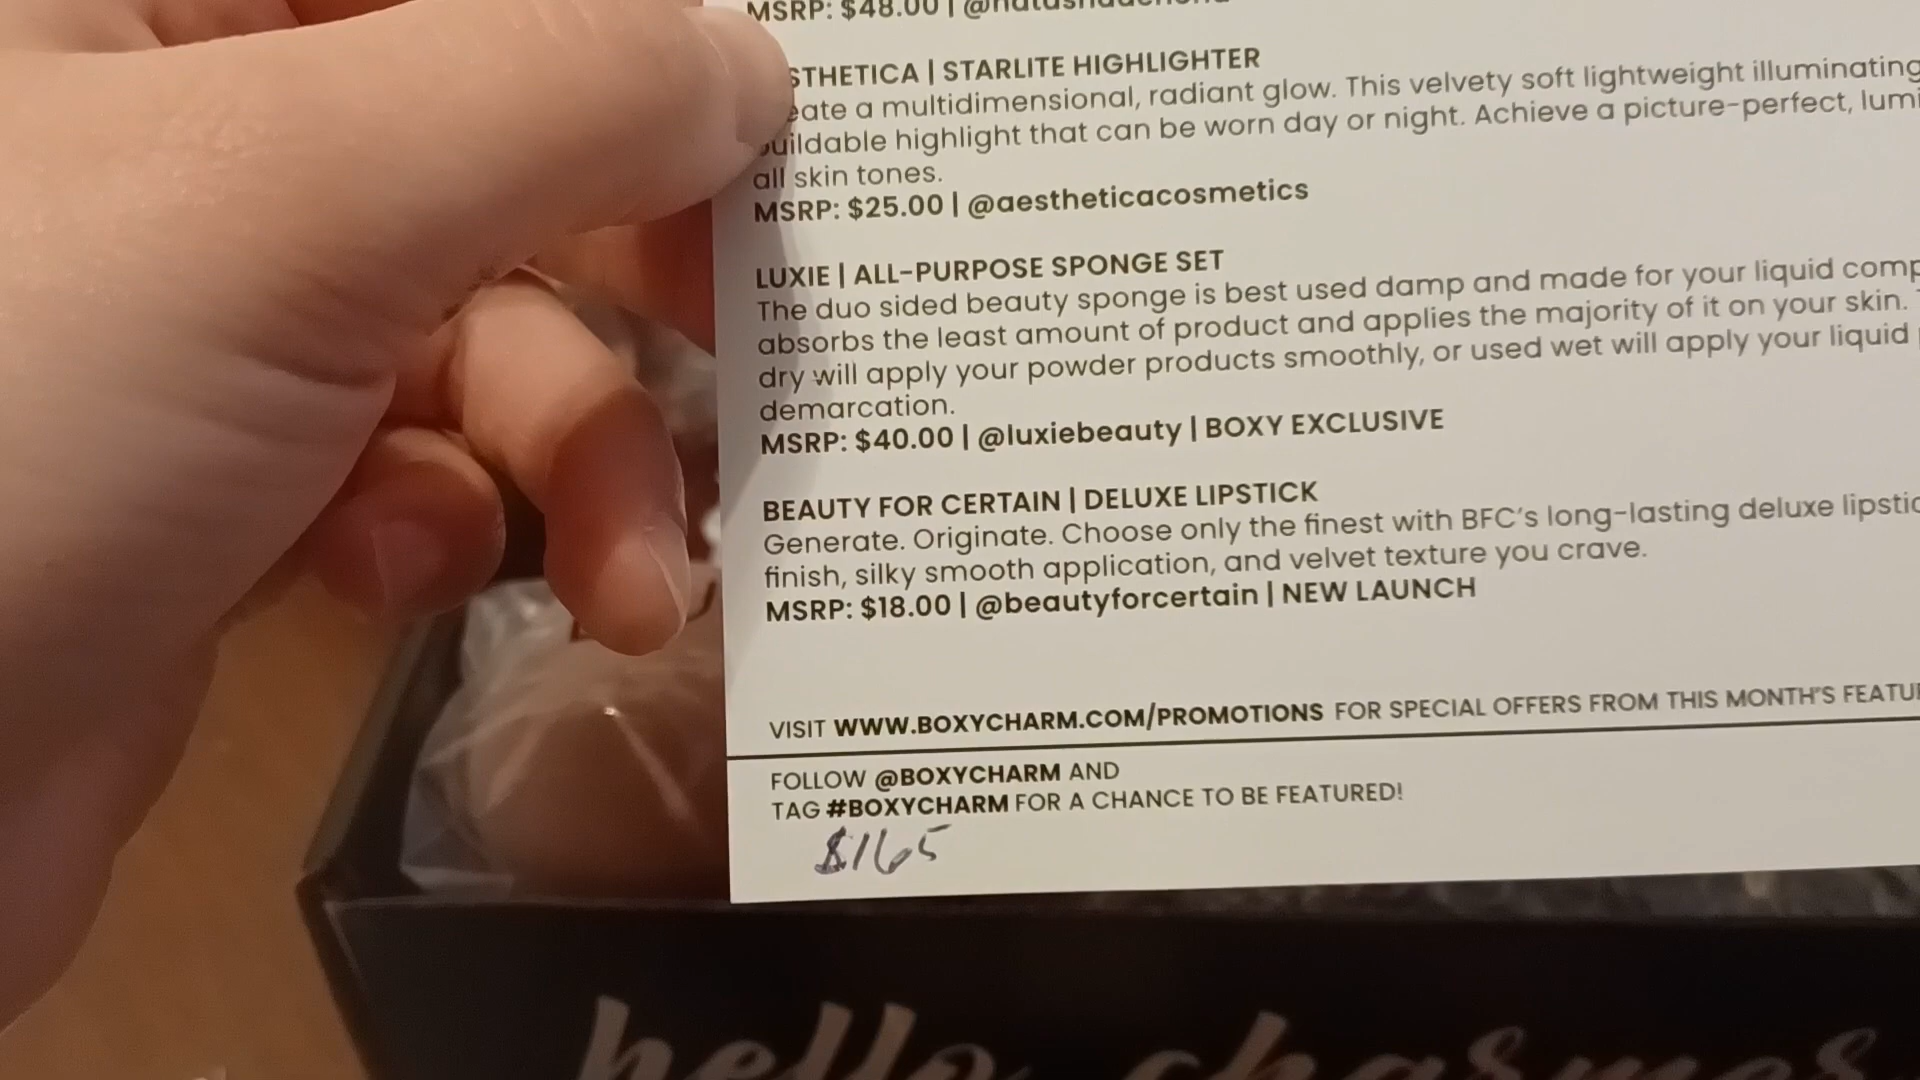 MSRP: $48.00 | @natashadenona
STHETICA | STARLITE HIGHLIGHTER
eate a multidimensional, radiant glow. This velvety soft lightweight illuminating
uildable highlight that can be worn day or night. Achieve a picture-perfect, lumi
all skin tones.
MSRP: $25.00 | @aestheticacosmetics
LUXIE | ALL-PURPOSE SPONGE SET
The duo sided beauty sponge is best used damp and made for your liquid comp
absorbs the least amount of product and applies the majority of it on your skin.
dry will apply your powder products smoothly, or used wet will apply your liquid
demarcation.
MSRP: $40.00 | @luxiebeauty | BOXY EXCLUSIVE
BEAUTY FOR CERTAIN | DELUXE LIPSTICK
Generate. Originate. Choose only the finest with BFC's long-lasting deluxe lipstic
finish, silky smooth application, and velvet texture you crave.
MSRP: $18.00 | @beautyforcertain | NEW LAUNCH
VISIT WWW.BOXYCHARM.COM/PROMOTIONS FOR SPECIAL OFFERS FROM THIS MONTH'S FEATU
FOLLOW @BOXYCHARM AND
TAG #BOXYCHARM FOR A CHANCE TO BE FEATURED!
$165
hello, charmer